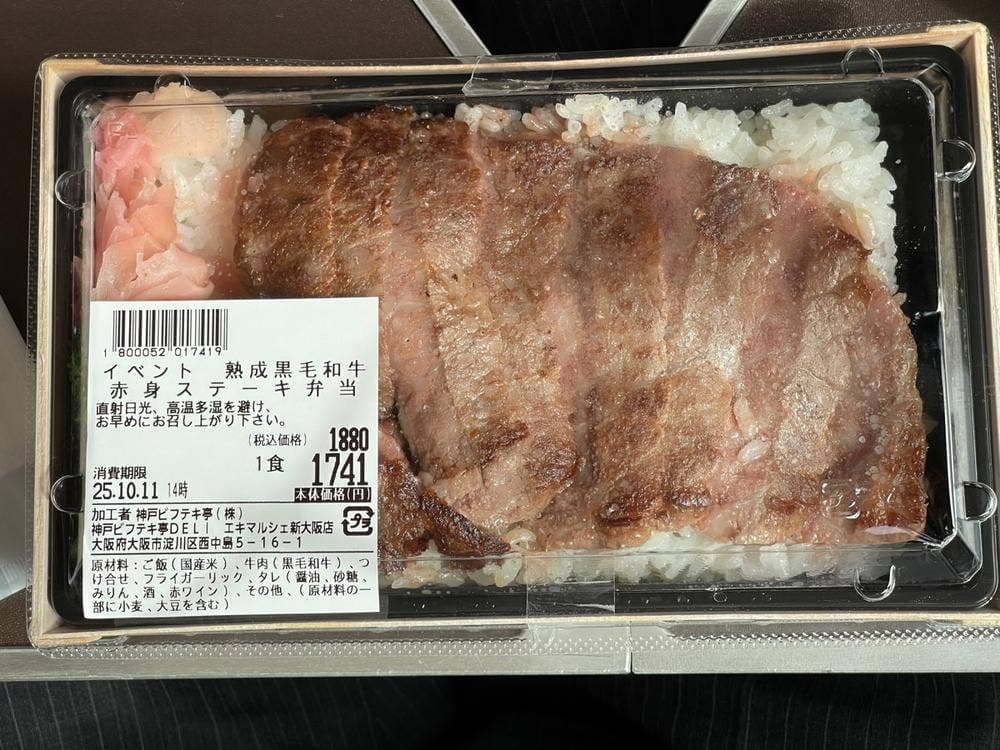 1 800052 017419
イベント 熟成黒毛和牛
赤身ステーキ弁当
直射日光、高温多湿を避け、
お早めにお召し上がり下さい。
(税込価格) 1880
1食 1741
本体価格(円)
消費期限
25.10.11 14時
加工者 神戸ビフテキ亭(株)
神戸ビフテキ亭DELI エキマルシェ新大阪店
大阪府大阪市淀川区西中島5-16-1
プラ
原材料:ご飯(国産米)、牛肉(黒毛和牛)、つ
け合せ、フライガーリック、タレ(醤油、砂糖、
みりん、酒、赤ワイン)、その他、(原材料の一
部に小麦、大豆を含む)